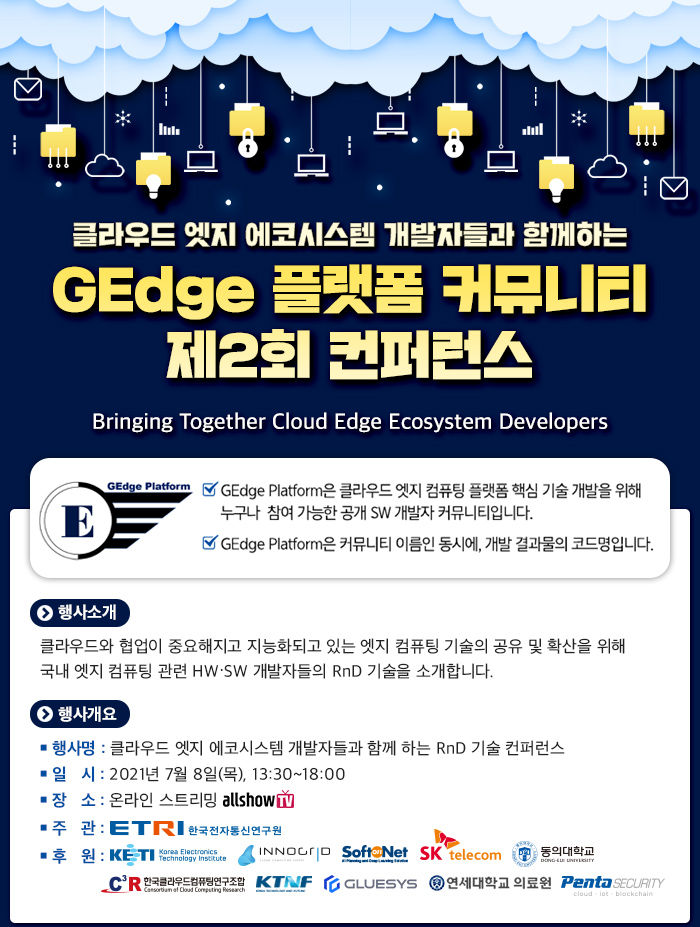 클라우드 엣지 에코시스템 개발자들과 함께하는
GEdge 플랫폼 커뮤니티
제2회 컨퍼런스
Bringing Together Cloud Edge Ecosystem Developers
GEdge Platform
E
GEdge Platform은 클라우드 엣지 컴퓨팅 플랫폼 핵심 기술 개발을 위해
누구나 참여 가능한 공개 SW 개발자 커뮤니티입니다.
GEdge Platform은 커뮤니티 이름인 동시에, 개발 결과물의 코드명입니다.
행사소개
클라우드와 협업이 중요해지고 지능화되고 있는 엣지 컴퓨팅 기술의 공유 및 확산을 위해
국내 엣지 컴퓨팅 관련 HW·SW 개발자들의 RnD 기술을 소개합니다.
행사개요
행사명 : 클라우드 엣지 에코시스템 개발자들과 함께 하는 RnD 기술 컨퍼런스
일 시 : 2021년 7월 8일(목), 13:30~18:00
장 소 : 온라인 스트리밍 allshow TV
주 관 : ETRI 한국전자통신연구원
후 원 : KETI Korea Electronics Technology Institute INNOGRID SoftonNet SK telecom 동의대학교 DONG-EUI UNIVERSITY
C3R 한국클라우드컴퓨팅연구조합 Consortium of Cloud Computing Research KTNF GLUESYS 연세대학교 의료원 Penta SECURITY
cloud · iot · blockchain